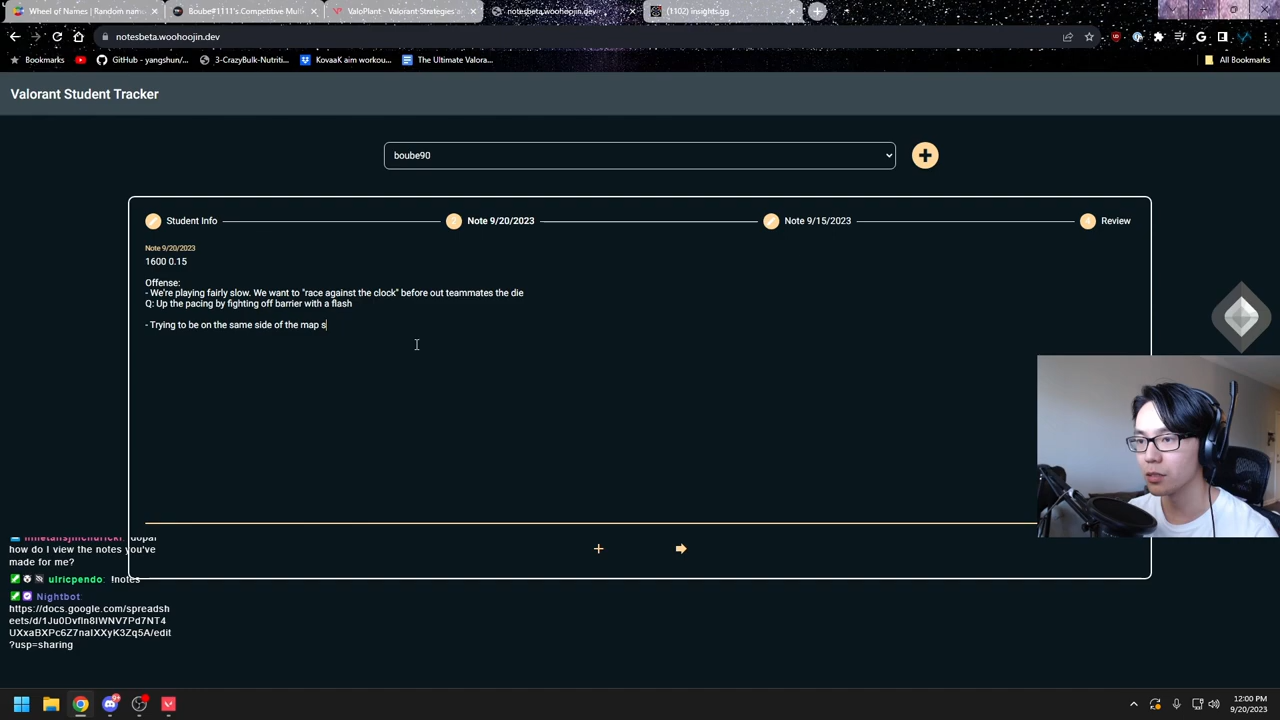 Wheel of Names | Random name
Boube#1111's Competitive Mult
ValoPlant - Valorant Strategies a
notesbeta.woohoojin.dev
(1102) insights.gg
notesbeta.woohoojin.dev
Bookmarks
GitHub - yangshun/...
3-CrazyBulk-Nutriti...
KovaaK aim workou...
The Ultimate Valora...
All Bookmarks
Valorant Student Tracker
boube90
Student Info
2
Note 9/20/2023
Note 9/15/2023
4
Review
Note 9/20/2023
1600 0.15
Offense:
- We're playing fairly slow. We want to "race against the clock" before out teammates the die
Q: Up the pacing by fighting off barrier with a flash
- Trying to be on the same side of the map s
how do I view the notes you've
made for me?
ulricpendo: !notes
Nightbot:
https://docs.google.com/spreadsh
eets/d/1Ju0Dvfln8IWNV7Pd7NT4
UXxaBXPc6Z7naIXXyK3Zq5A/edit
?usp=sharing
12:00 PM
9/20/2023